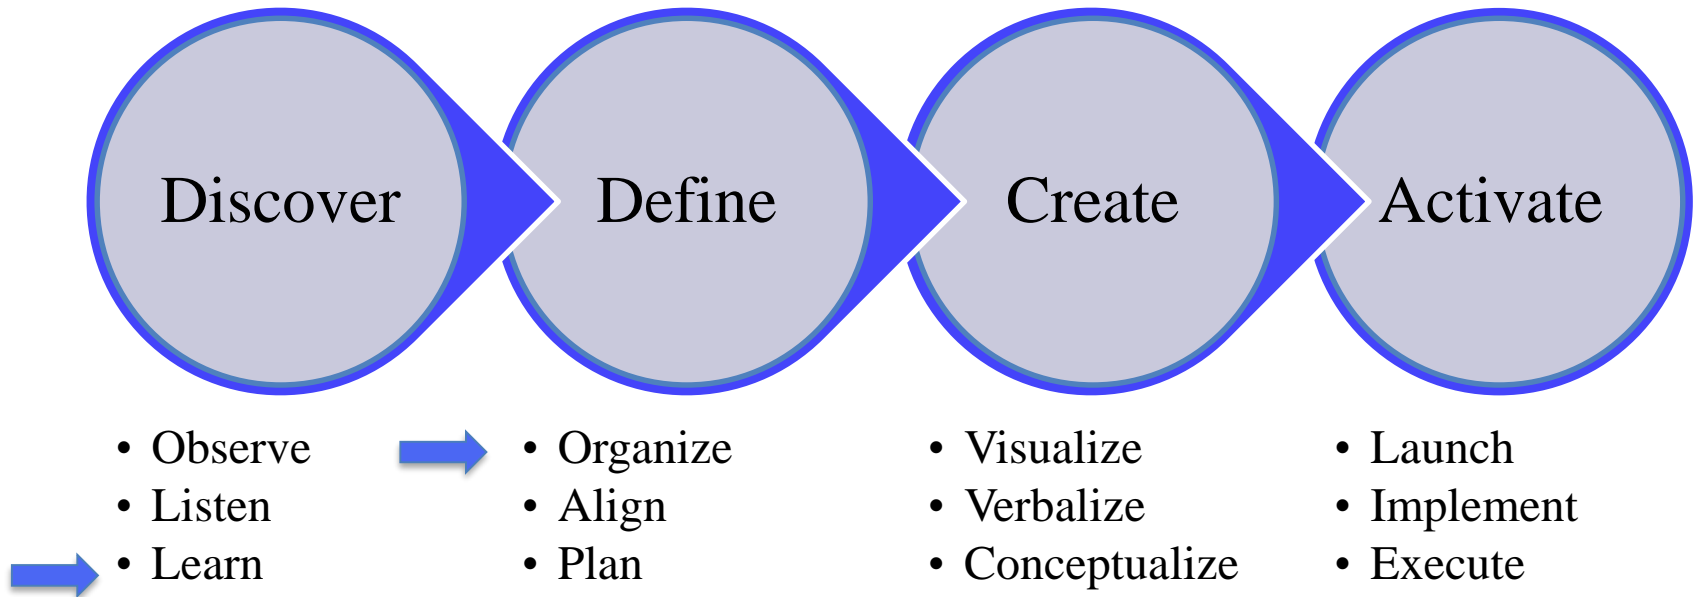 Discover
Define
Create
Activate
• Observe
• Listen
• Learn
• Organize
• Align
• Plan
• Visualize
• Verbalize
• Conceptualize
• Launch
• Implement
• Execute